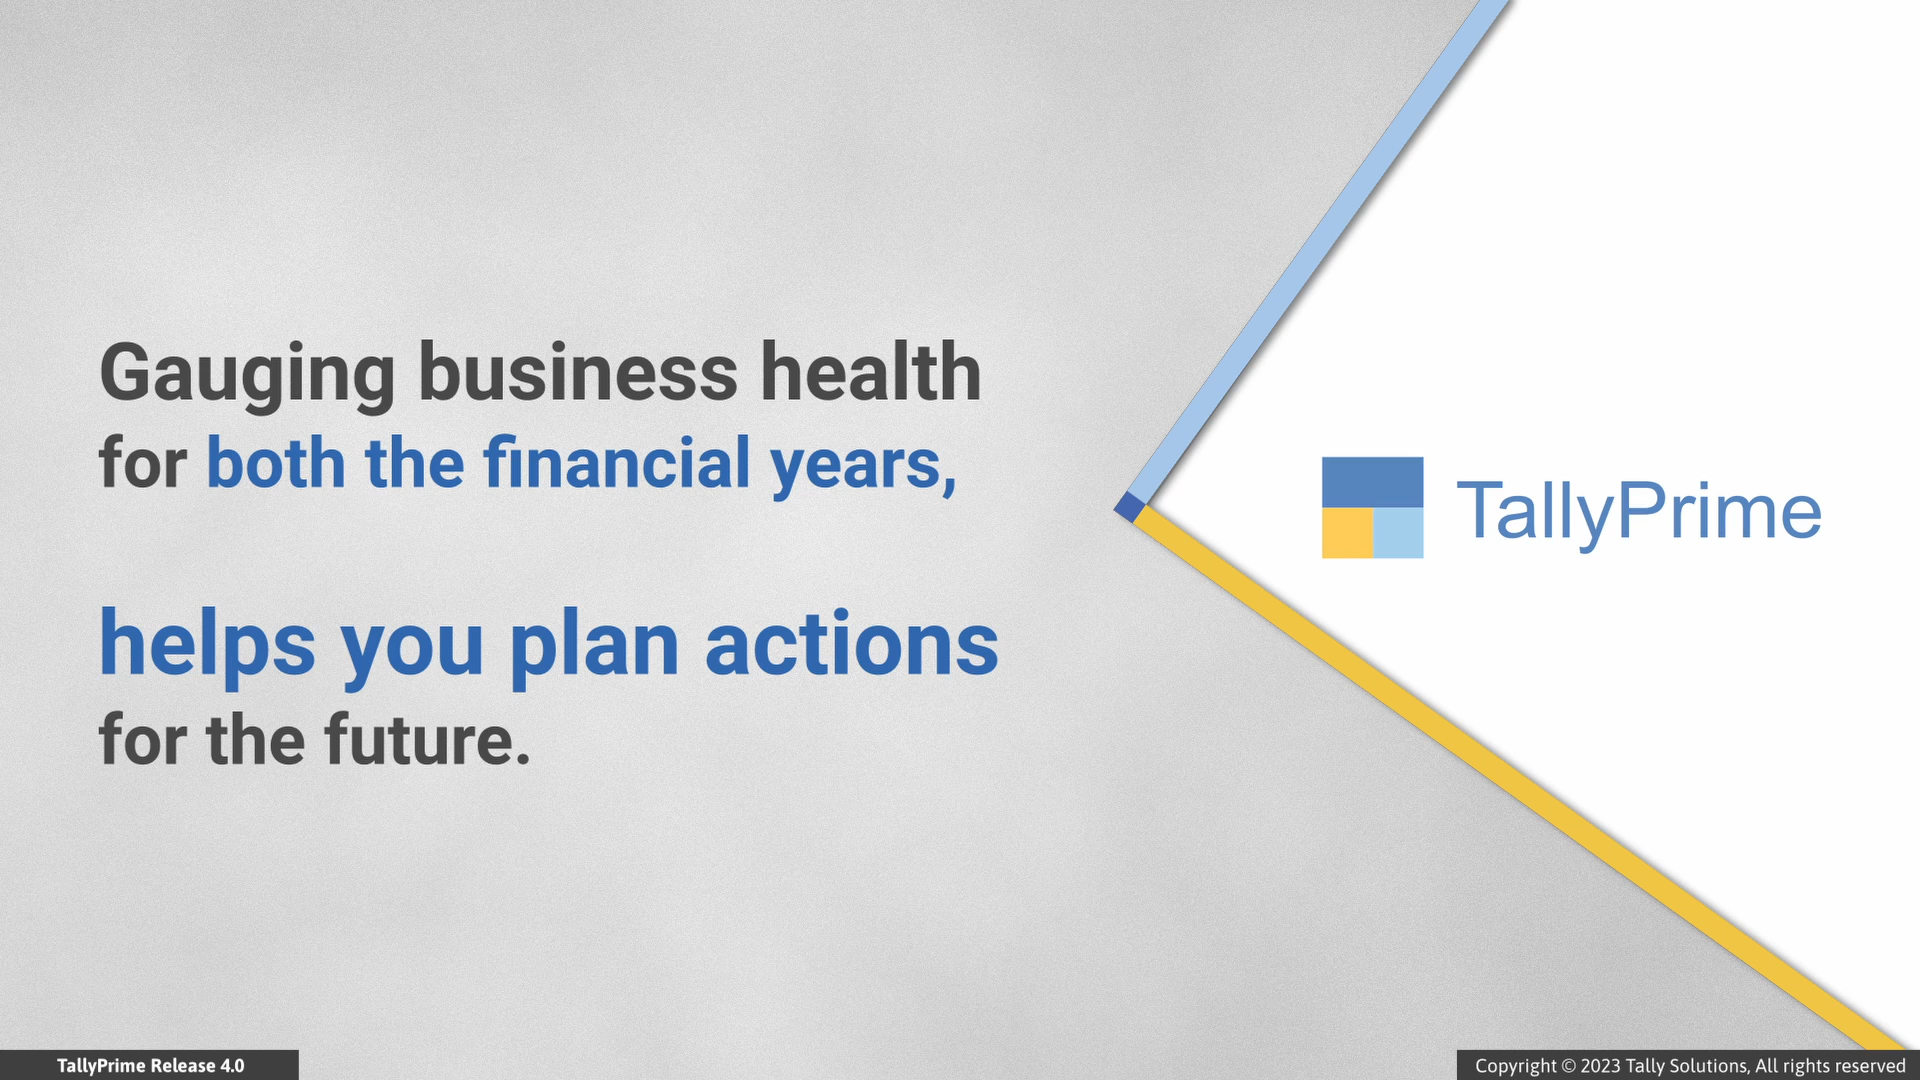 Gauging business health
for both the financial years,
helps you plan actions
for the future.
TallyPrime
TallyPrime Release 4.0
Copyright © 2023 Tally Solutions, All rights reserved